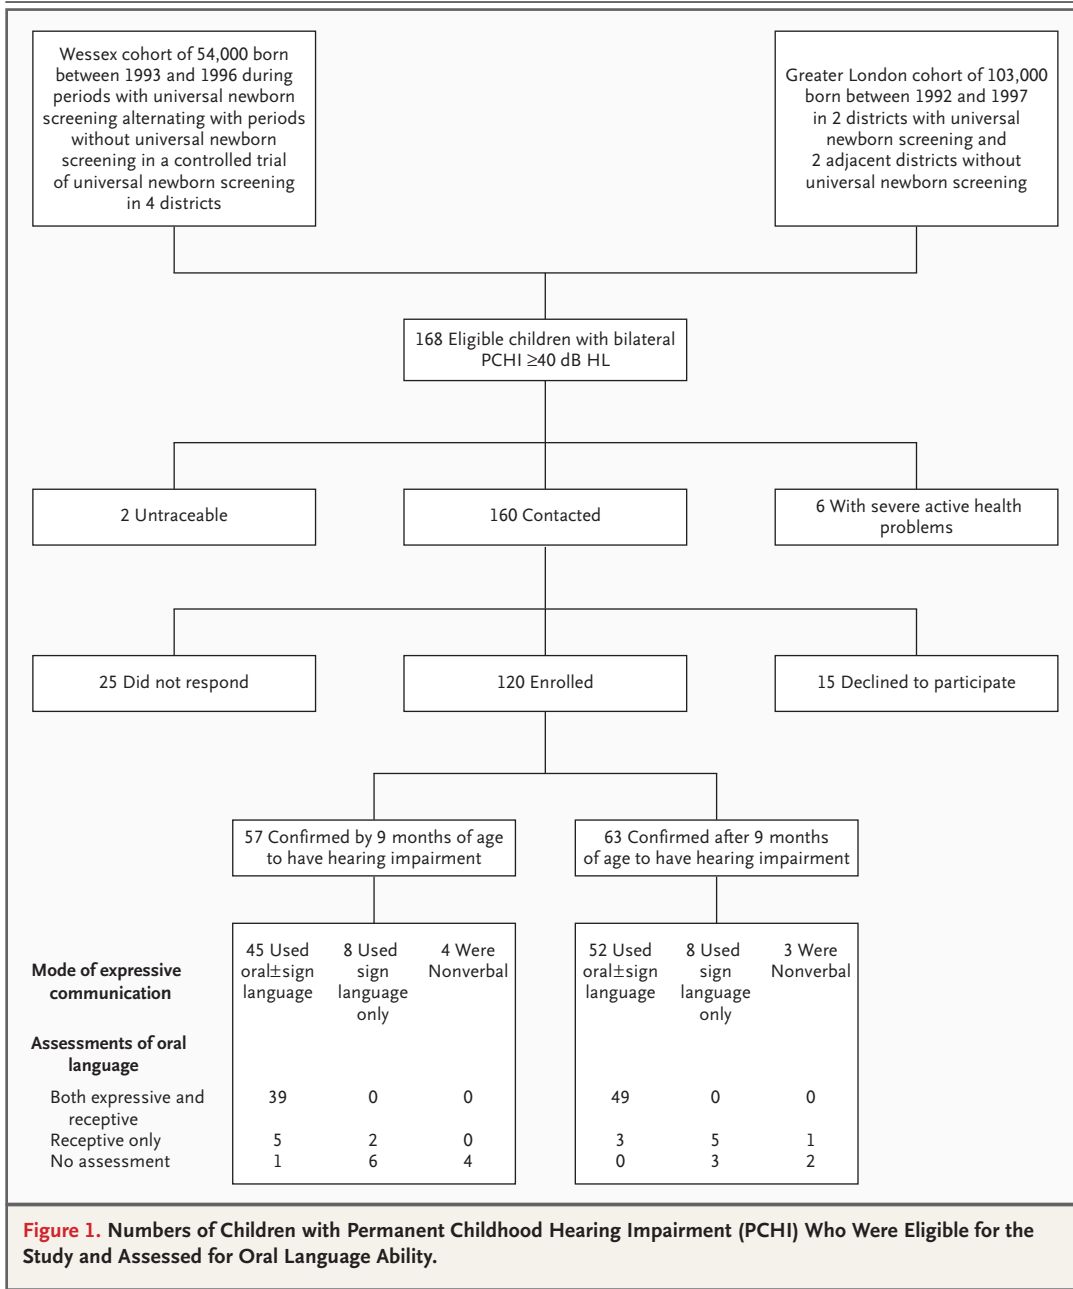 Wessex cohort of 54,000 born
between 1993 and 1996 during
periods with universal newborn
screening alternating with periods
without universal newborn
screening in a controlled trial
of universal newborn screening
in 4 districts
Greater London cohort of 103,000
born between 1992 and 1997
in 2 districts with universal
newborn screening and
2 adjacent districts without
universal newborn screening
168 Eligible children with bilateral
PCHI ≥40 dB HL
2 Untraceable
160 Contacted
6 With severe active health
problems
25 Did not respond
120 Enrolled
15 Declined to participate
57 Confirmed by 9 months of age
to have hearing impairment
63 Confirmed after 9 months
of age to have hearing impairment
Mode of expressive
communication
45 Used
oral±sign
language
8 Used
sign
language
only
4 Were
Nonverbal
52 Used
oral±sign
language
8 Used
sign
language
only
3 Were
Nonverbal
Assessments of oral
language
Both expressive and
receptive
39 0 0 49 0 0
Receptive only 5 2 0 3 5 1
No assessment 1 6 4 0 3 2
Figure 1. Numbers of Children with Permanent Childhood Hearing Impairment (PCHI) Who Were Eligible for the
Study and Assessed for Oral Language Ability.